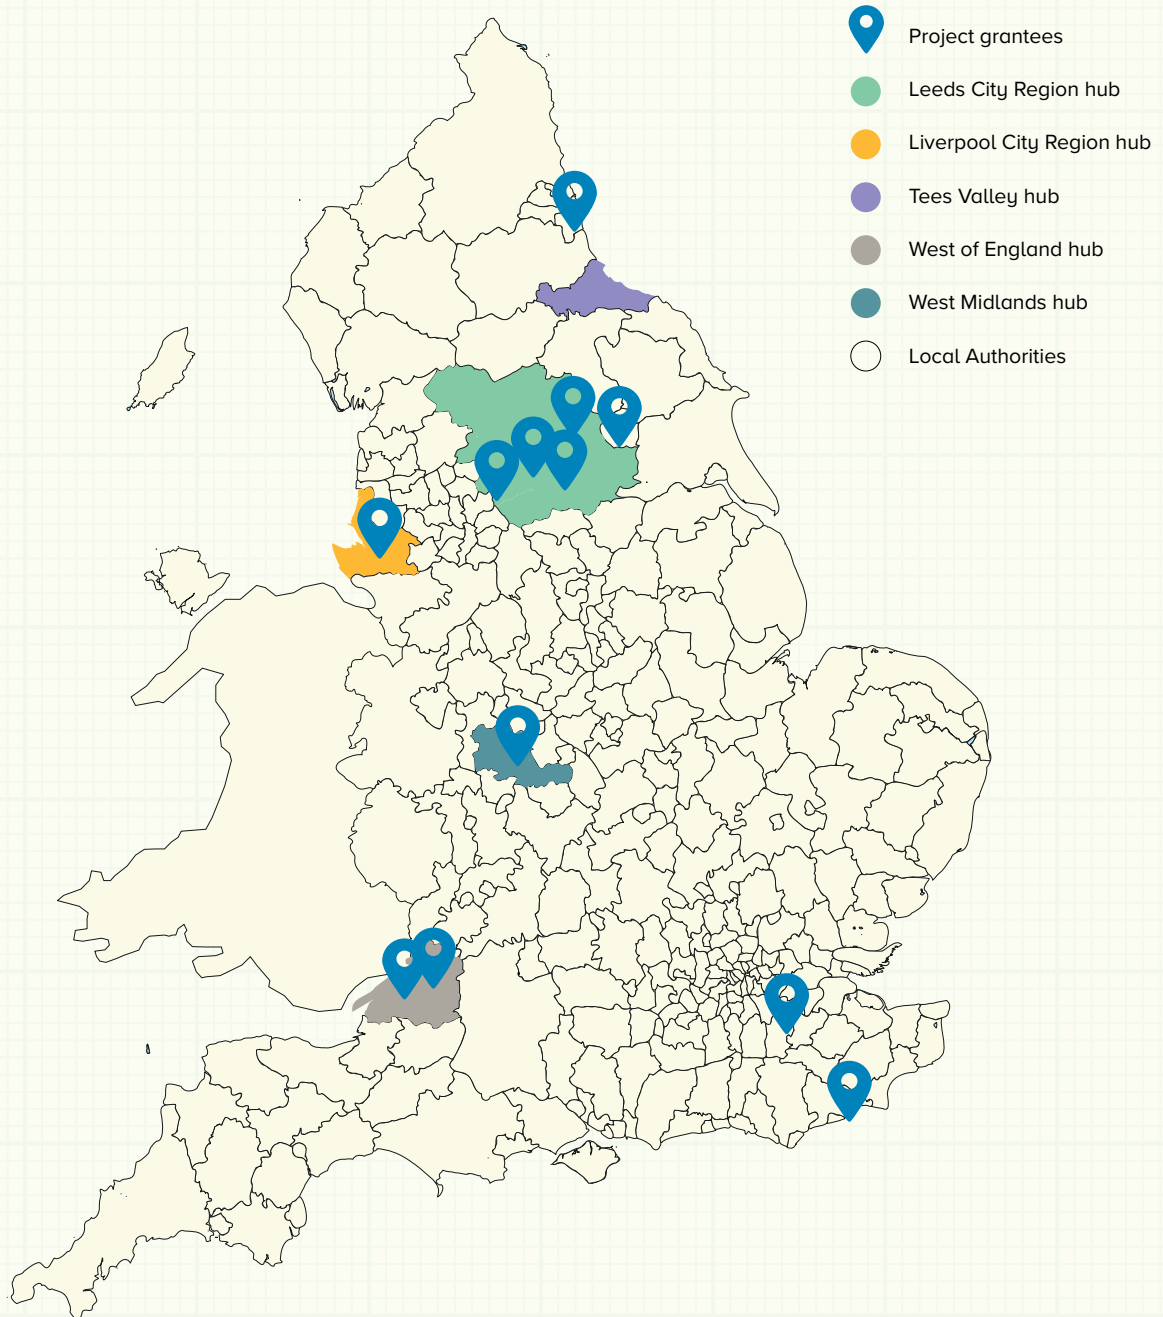 Project grantees
Leeds City Region hub
Liverpool City Region hub
Tees Valley hub
West of England hub
West Midlands hub
Local Authorities